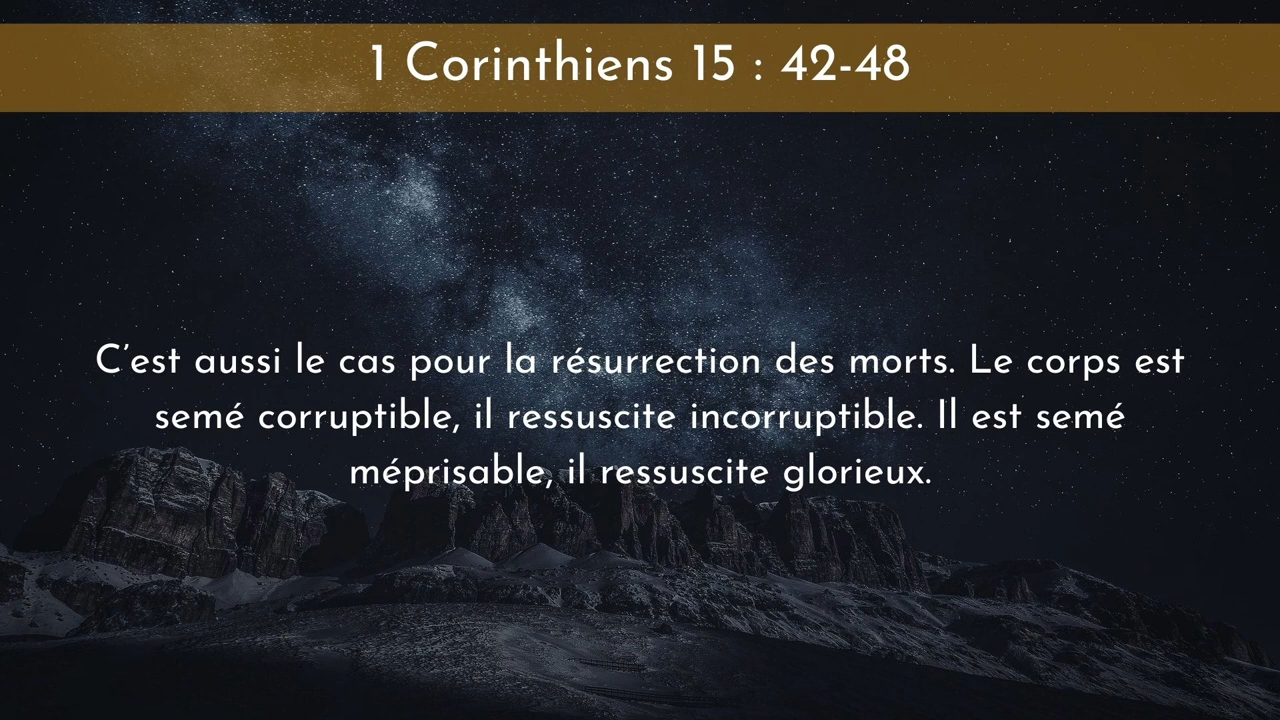 1 Corinthiens 15 : 42-48
C’est aussi le cas pour la résurrection des morts. Le corps est
semé corruptible, il ressuscite incorruptible. Il est semé
méprisable, il ressuscite glorieux.